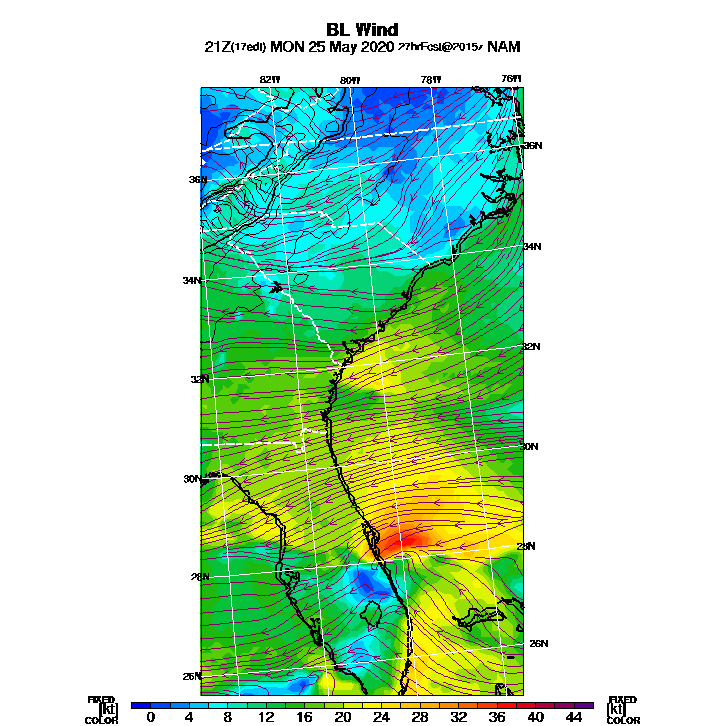 BL Wind
21Z(17edt) MON 25 May 2020 27hrFcst@2015z NAM
82W 80W 78W 76W
36N
36N
34N
34N
32N
32N
30N
30N
28N
28N
26N
26N
FIXED FIXED
[kt] [kt]
COLOR COLOR
0 4 8 12 16 20 24 28 32 36 40 44